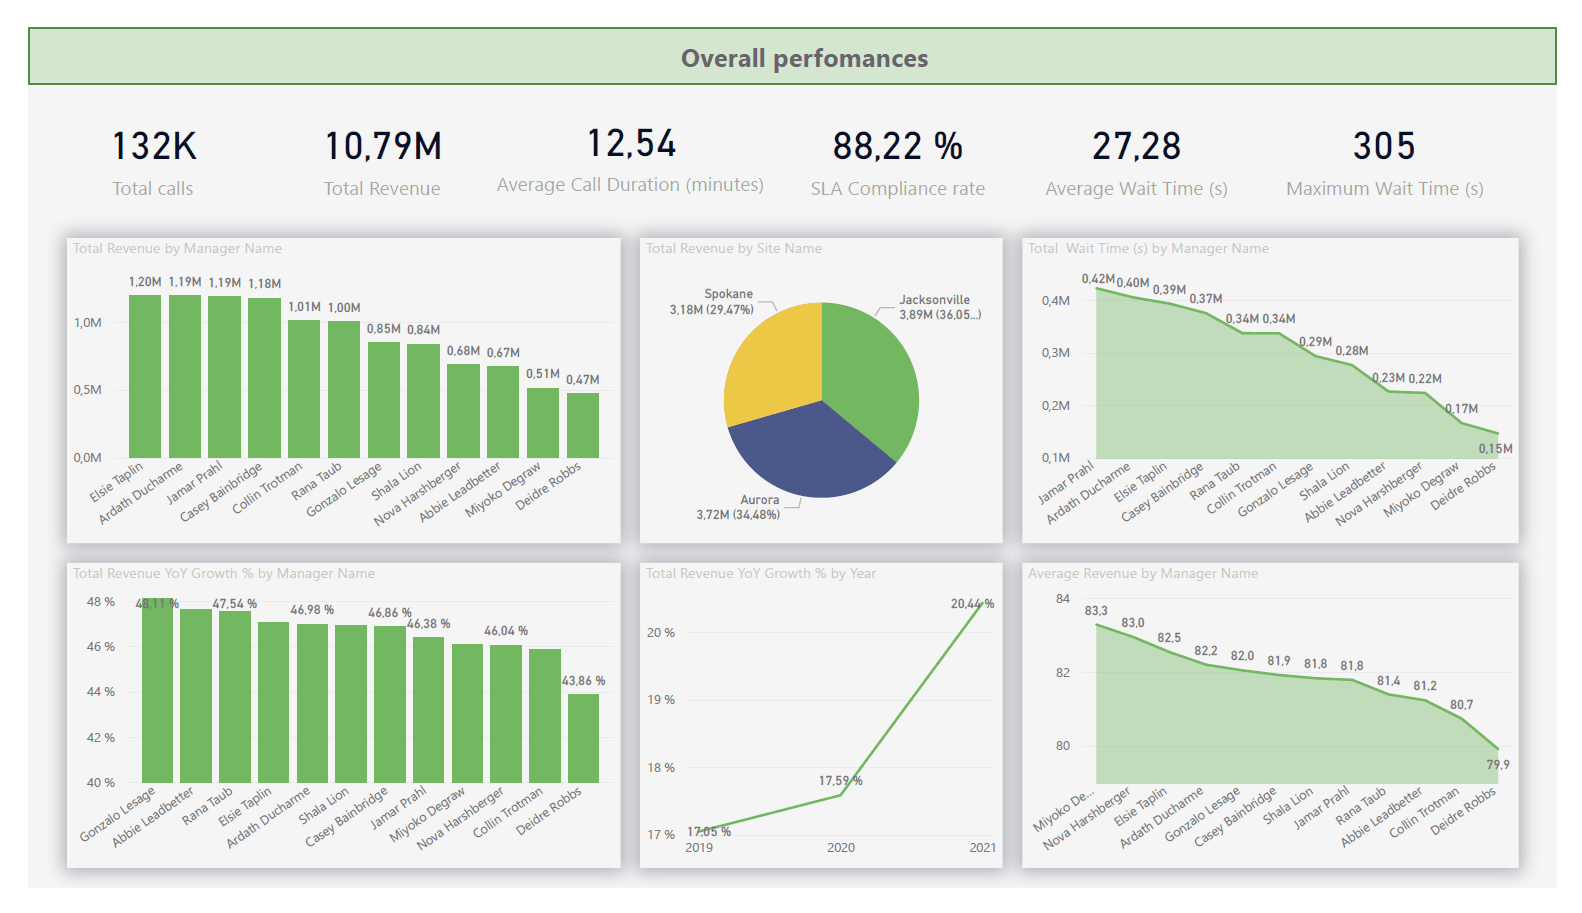 Overall perfomances
132K
Total calls
10,79M
Total Revenue
12,54
Average Call Duration (minutes)
88,22 %
SLA Compliance rate
27,28
Average Wait Time (s)
305
Maximum Wait Time (s)
Total Revenue by Manager Name
1,20M 1,19M 1,19M 1,18M 1,01M 1,00M 0,85M 0,84M 0,68M 0,67M 0,51M 0,47M
1,0M
0,5M
0,0M
Elsie Taplin
Ardath Ducharme
Jamar Prahl
Casey Bainbridge
Collin Trotman
Rana Taub
Gonzalo Lesage
Shala Lion
Nova Harshberger
Abbie Leadbetter
Miyoko Degraw
Deidre Robbs
Total Revenue by Site Name
Spokane
3,18M (29,47%)
Jacksonville
3,89M (36,05...)
Aurora
3,72M (34,48%)
Total  Wait Time (s) by Manager Name
0,42M 0,40M 0,39M 0,37M 0,34M 0,34M 0,29M 0,28M 0,23M 0,22M 0,17M 0,15M
0,4M
0,3M
0,2M
0,1M
Jamar Prahl
Ardath Ducharme
Elsie Taplin
Casey Bainbridge
Rana Taub
Collin Trotman
Gonzalo Lesage
Shala Lion
Abbie Leadbetter
Nova Harshberger
Miyoko Degraw
Deidre Robbs
Total Revenue YoY Growth % by Manager Name
48,11 % 47,54 % 46,98 % 46,86 % 46,38 % 46,04 % 43,86 %
48 %
46 %
44 %
42 %
40 %
Gonzalo Lesage
Abbie Leadbetter
Rana Taub
Elsie Taplin
Ardath Ducharme
Shala Lion
Casey Bainbridge
Jamar Prahl
Miyoko Degraw
Nova Harshberger
Collin Trotman
Deidre Robbs
Total Revenue YoY Growth % by Year
20,44 %
20 %
19 %
18 %
17,59 %
17 %
17,05 %
2019 2020 2021
Average Revenue by Manager Name
84
82
80
83,3 83,0 82,5 82,2 82,0 81,9 81,8 81,8 81,4 81,2 80,7 79,9
Miyoko De...
Nova Harshberger
Elsie Taplin
Ardath Ducharme
Gonzalo Lesage
Casey Bainbridge
Shala Lion
Jamar Prahl
Rana Taub
Abbie Leadbetter
Collin Trotman
Deidre Robbs